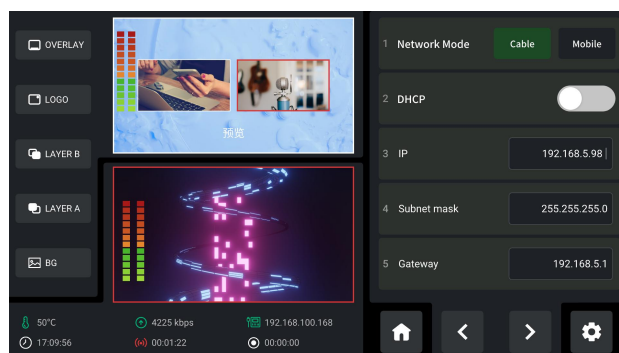 OVERLAY
LOGO
LAYER B
LAYER A
BG
预览
50°C
4225 kbps
192.168.100.168
17:09:56
00:01:22
00:00:00
1 Network Mode Cable Mobile
2 DHCP
3 IP 192.168.5.98
4 Subnet mask 255.255.255.0
5 Gateway 192.168.5.1